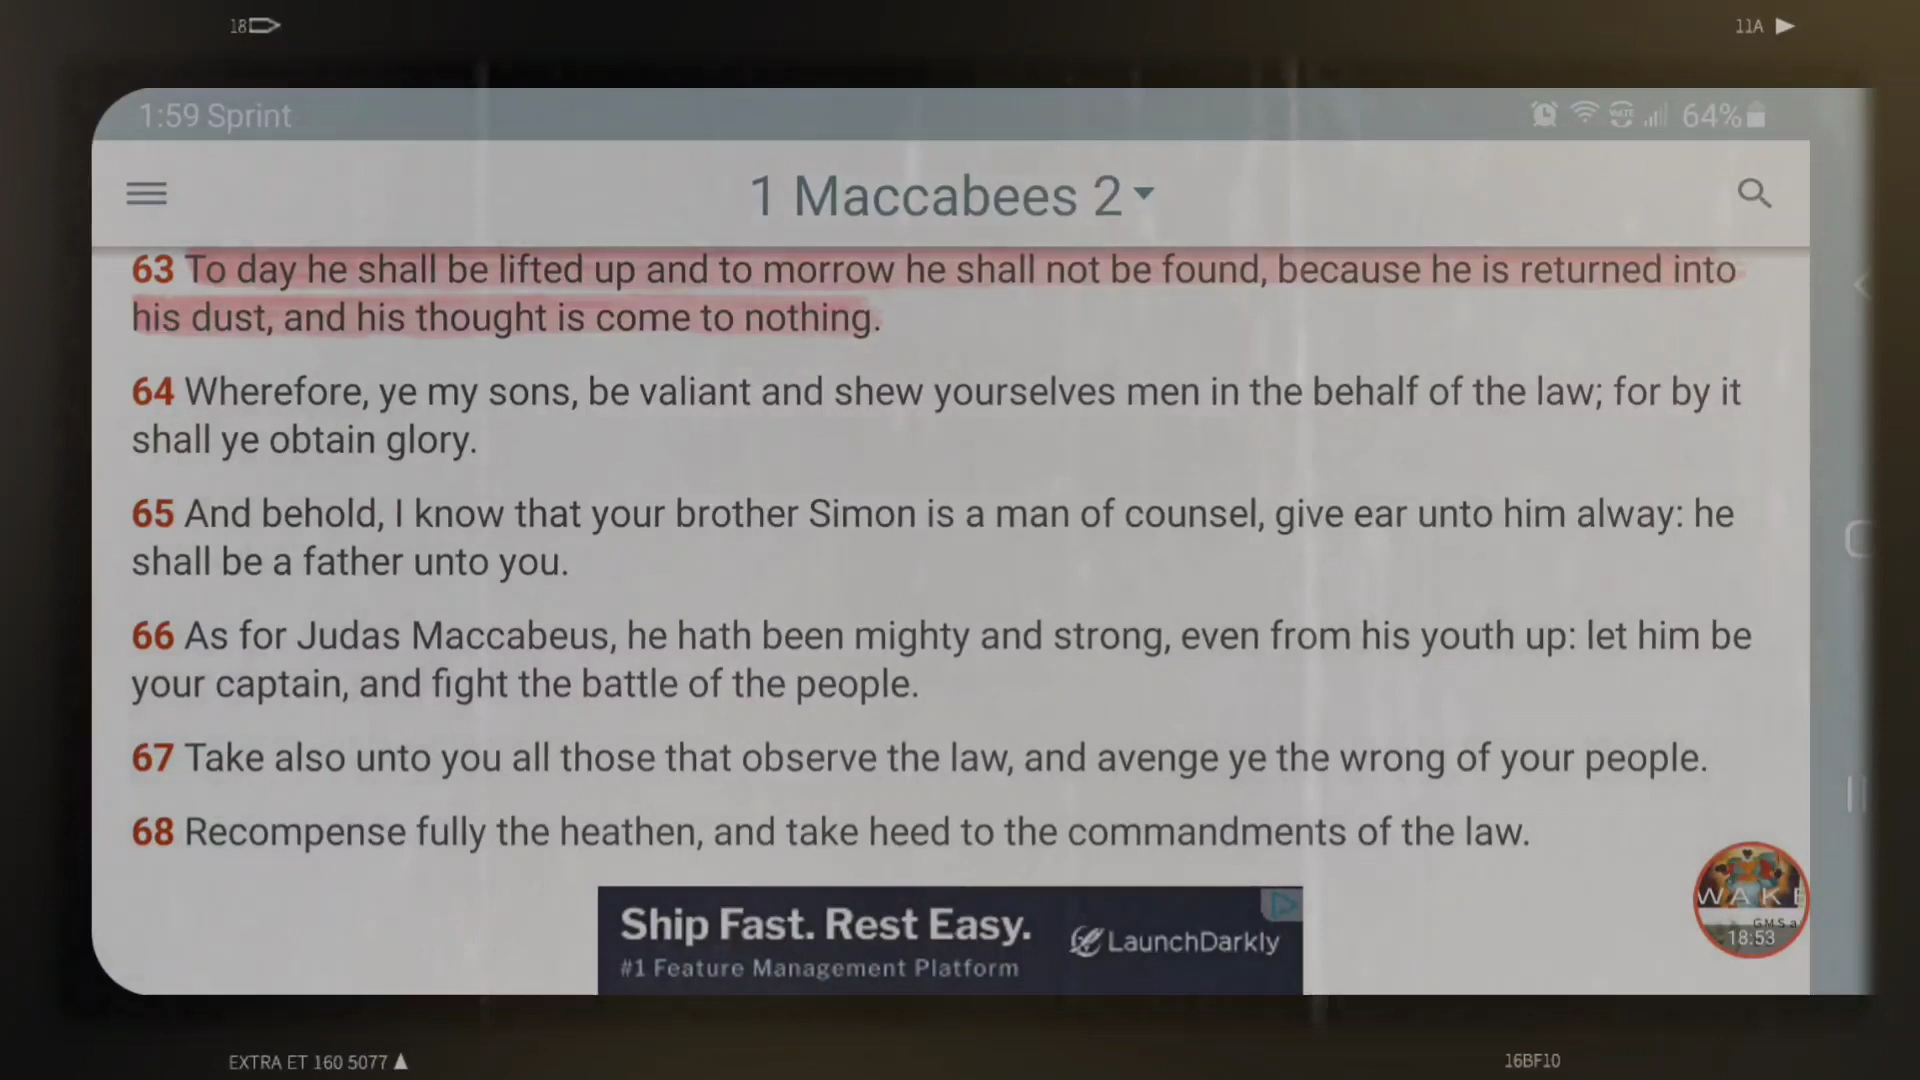 18
11A
1:59 Sprint
64%
1 Maccabees 2
63 To day he shall be lifted up and to morrow he shall not be found, because he is returned into
his dust, and his thought is come to nothing.
64 Wherefore, ye my sons, be valiant and shew yourselves men in the behalf of the law; for by it
shall ye obtain glory.
65 And behold, I know that your brother Simon is a man of counsel, give ear unto him alway: he
shall be a father unto you.
66 As for Judas Maccabeus, he hath been mighty and strong, even from his youth up: let him be
your captain, and fight the battle of the people.
67 Take also unto you all those that observe the law, and avenge ye the wrong of your people.
68 Recompense fully the heathen, and take heed to the commandments of the law.
WAKE
GMS a
18:53
Ship Fast. Rest Easy.
LaunchDarkly
#1 Feature Management Platform
EXTRA ET 160 5077
16BF10